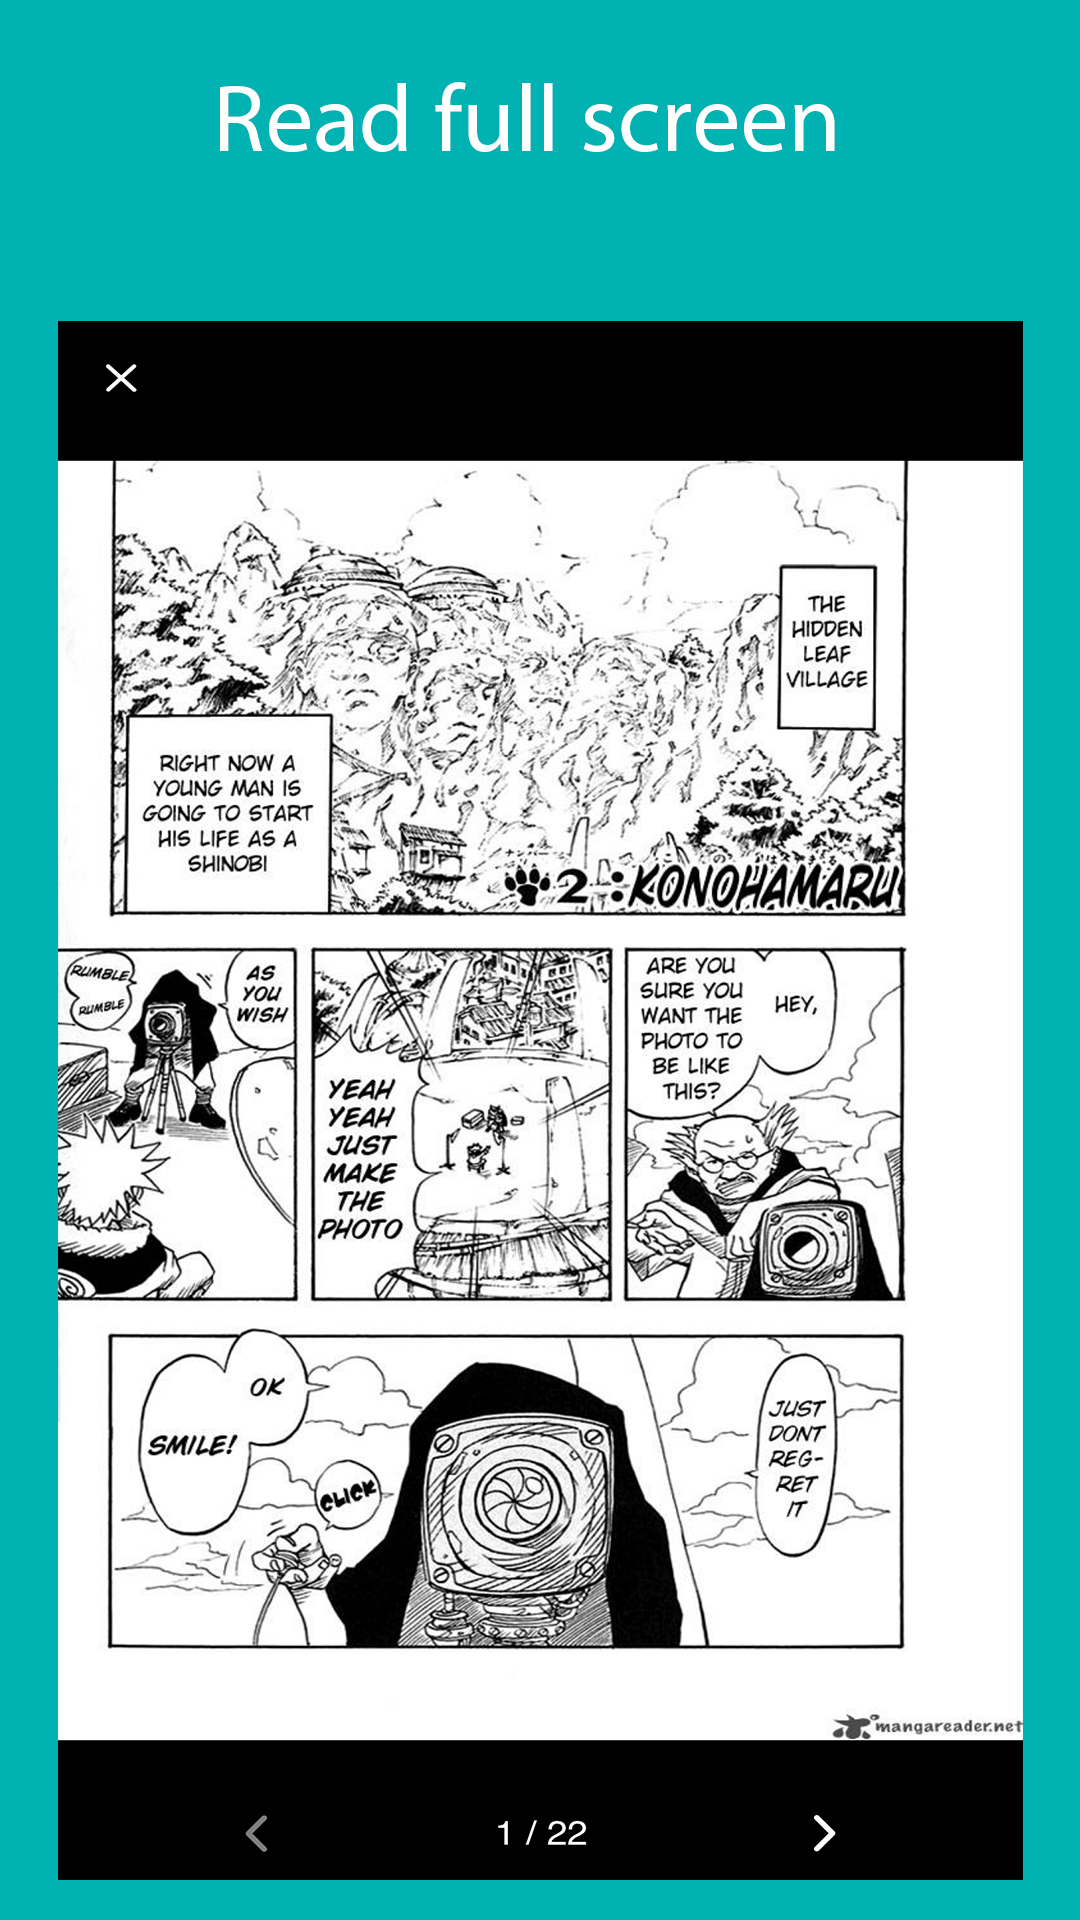 Read full screen
THE
HIDDEN
LEAF
VILLAGE
RIGHT NOW A
YOUNG MAN IS
GOING TO START
HIS LIFE AS A
SHINOBI
2 :KONOHAMARU
HEY,
ARE YOU
SURE YOU
WANT THE
PHOTO TO
BE LIKE
THIS?
YEAH
YEAH
JUST
MAKE
THE
PHOTO
AS
YOU
WISH
RUMBLE
RUMBLE
JUST
DONT
REG-
RET
IT
OK
SMILE!
CLICK
mangareader.net
1 / 22